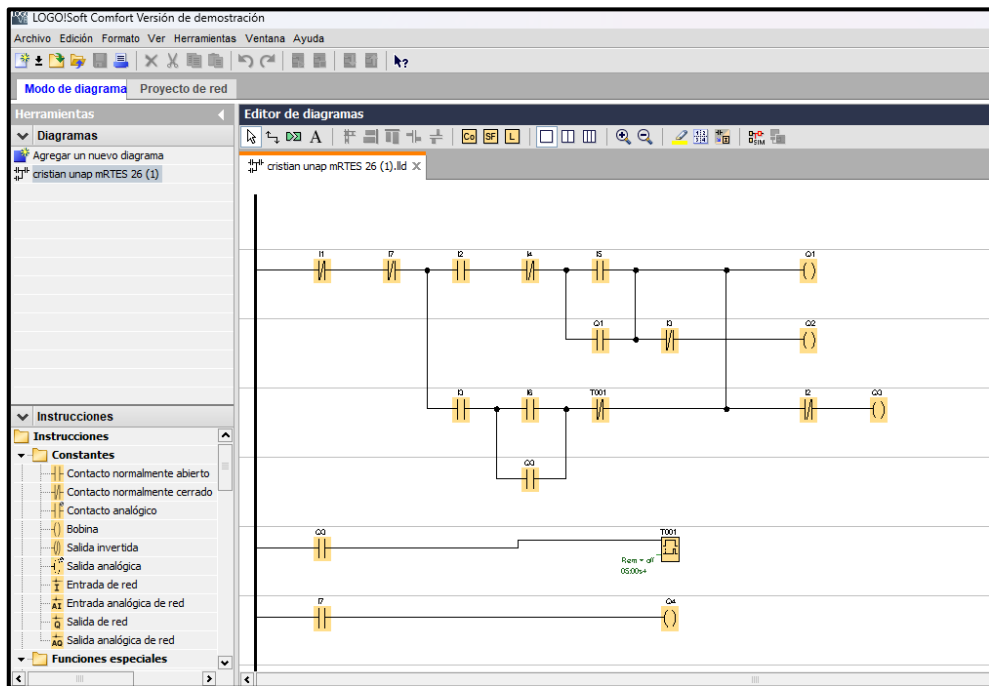 LOGO!Soft Comfort Versión de demostración
Archivo Edición Formato Ver Herramientas Ventana Ayuda
Modo de diagrama Proyecto de red
Herramientas
Editor de diagramas
Diagramas
Agregar un nuevo diagrama
cristian unap mRTES 26 (1)
cristian unap mRTES 26 (1).lld
Co SF L
I1 I7 I2 I4 I5 Q1
Q1 I3 Q2
I3 I6 T001 I2 Q3
Q3
Q3 T001
Rem = off
05:00s+
I7 Q4
Instrucciones
Instrucciones
Constantes
Contacto normalmente abierto
Contacto normalmente cerrado
Contacto analógico
Bobina
Salida invertida
Salida analógica
Entrada de red
AI Entrada analógica de red
Q Salida de red
AQ Salida analógica de red
Funciones especiales